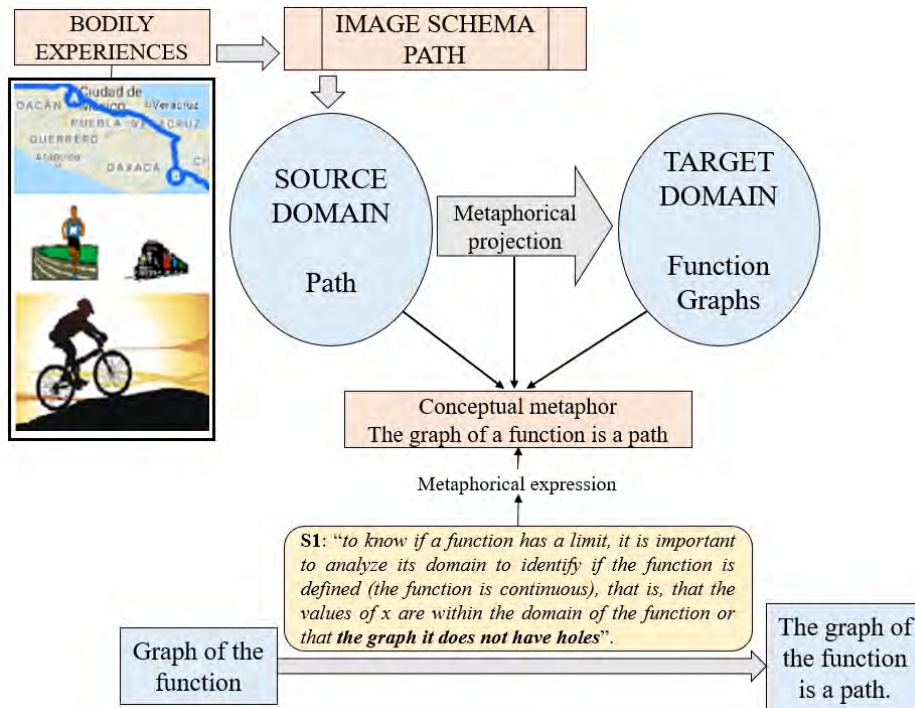 BODILY
EXPERIENCES
IMAGE SCHEMA
PATH
Ciudad de
México
Veracruz
OACÁN
PUEBLA
GUERRERO
Acapulco
OAXACA
SOURCE
DOMAIN
Path
Metaphorical
projection
TARGET
DOMAIN
Function
Graphs
Conceptual metaphor
The graph of a function is a path
Metaphorical expression
S1: “to know if a function has a limit, it is important
to analyze its domain to identify if the function is
defined (the function is continuous), that is, that the
values of x are within the domain of the function or
that the graph it does not have holes”.
Graph of the
function
The graph of
the function
is a path.